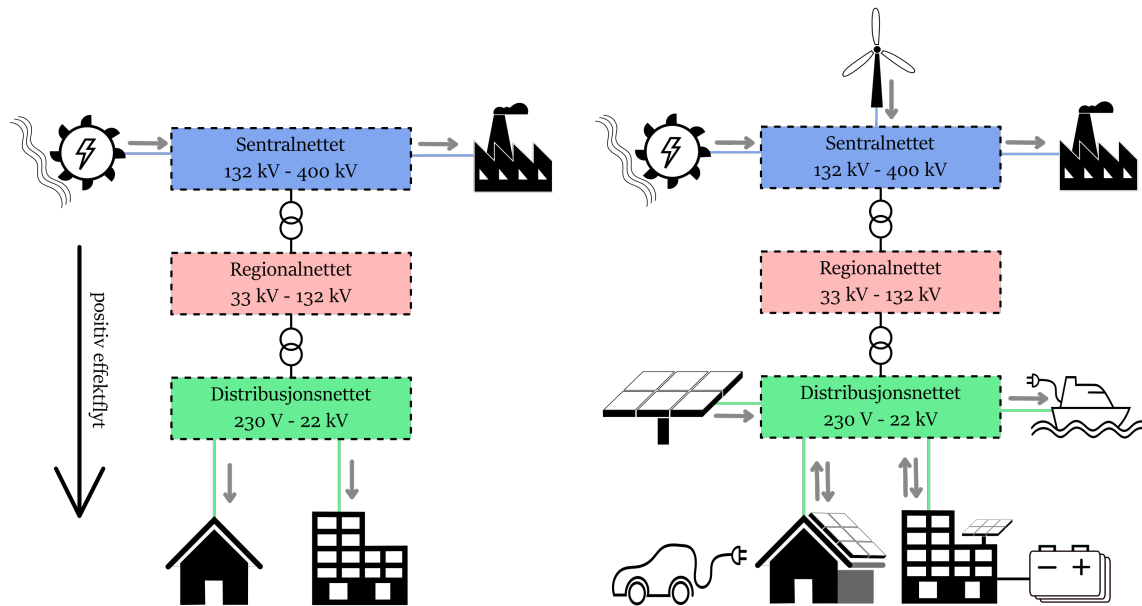 Sentralnettet
132 kV - 400 kV
Regionalnettet
33 kV - 132 kV
Distribusjonsnettet
230 V - 22 kV
positiv effektflyt
Sentralnettet
132 kV - 400 kV
Regionalnettet
33 kV - 132 kV
Distribusjonsnettet
230 V - 22 kV